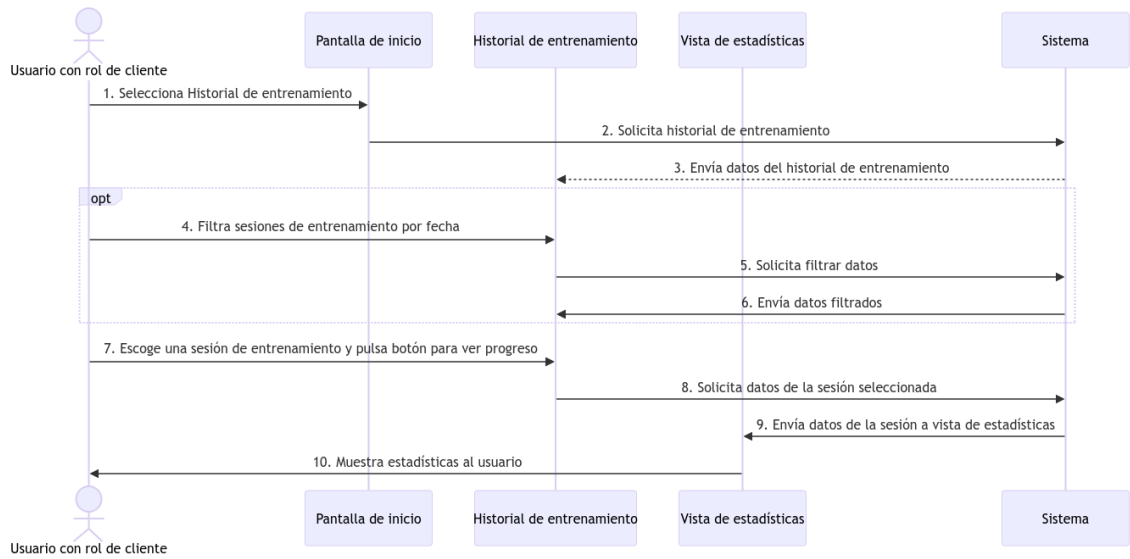 Usuario con rol de cliente
Pantalla de inicio
Historial de entrenamiento
Vista de estadísticas
Sistema
1. Selecciona Historial de entrenamiento
2. Solicita historial de entrenamiento
3. Envía datos del historial de entrenamiento
opt
4. Filtra sesiones de entrenamiento por fecha
5. Solicita filtrar datos
6. Envía datos filtrados
7. Escoge una sesión de entrenamiento y pulsa botón para ver progreso
8. Solicita datos de la sesión seleccionada
9. Envía datos de la sesión a vista de estadísticas
10. Muestra estadísticas al usuario
Usuario con rol de cliente
Pantalla de inicio
Historial de entrenamiento
Vista de estadísticas
Sistema